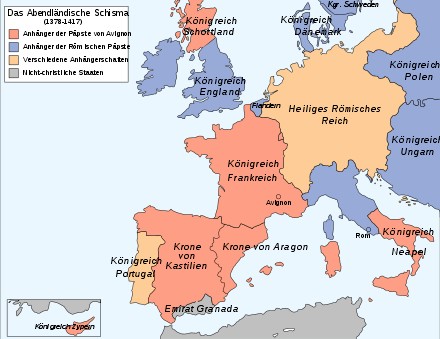 Das Abendländische Schisma
(1378-1417)
Anhänger der Päpste von Avignon
Anhänger der Römischen Päpste
Verschiedene Anhängerschaften
Nicht-christliche Staaten
Kgr. Schweden
Königreich
Schottland
Königreich
Dänemark
Königreich
England
Königreich
Polen
Flandern
Heiliges Römisches
Reich
Königreich
Ungarn
Königreich
Frankreich
Avignon
Rom
Königreich
Neapel
Krone
von
Kastilien
Krone von Aragon
Königreich
Portugal
Emirat Granada
Königreich Zypern